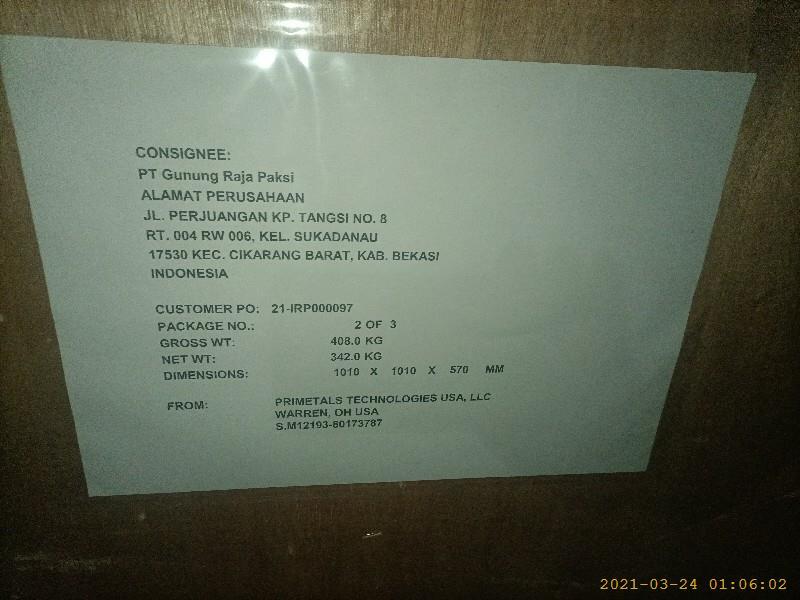 CONSIGNEE:
PT Gunung Raja Paksi
ALAMAT PERUSAHAAN
JL. PERJUANGAN KP. TANGSI NO. 8
RT. 004 RW 006, KEL. SUKADANAU
17530 KEC. CIKARANG BARAT, KAB. BEKASI
INDONESIA
CUSTOMER PO: 21-IRP000097
PACKAGE NO.: 2 OF 3
GROSS WT: 408.0 KG
NET WT: 342.0 KG
DIMENSIONS: 1010 X 1010 X 570 MM
FROM: PRIMETALS TECHNOLOGIES USA, LLC
WARREN, OH USA
S.M12193-80173787
2021-03-24 01:06:02